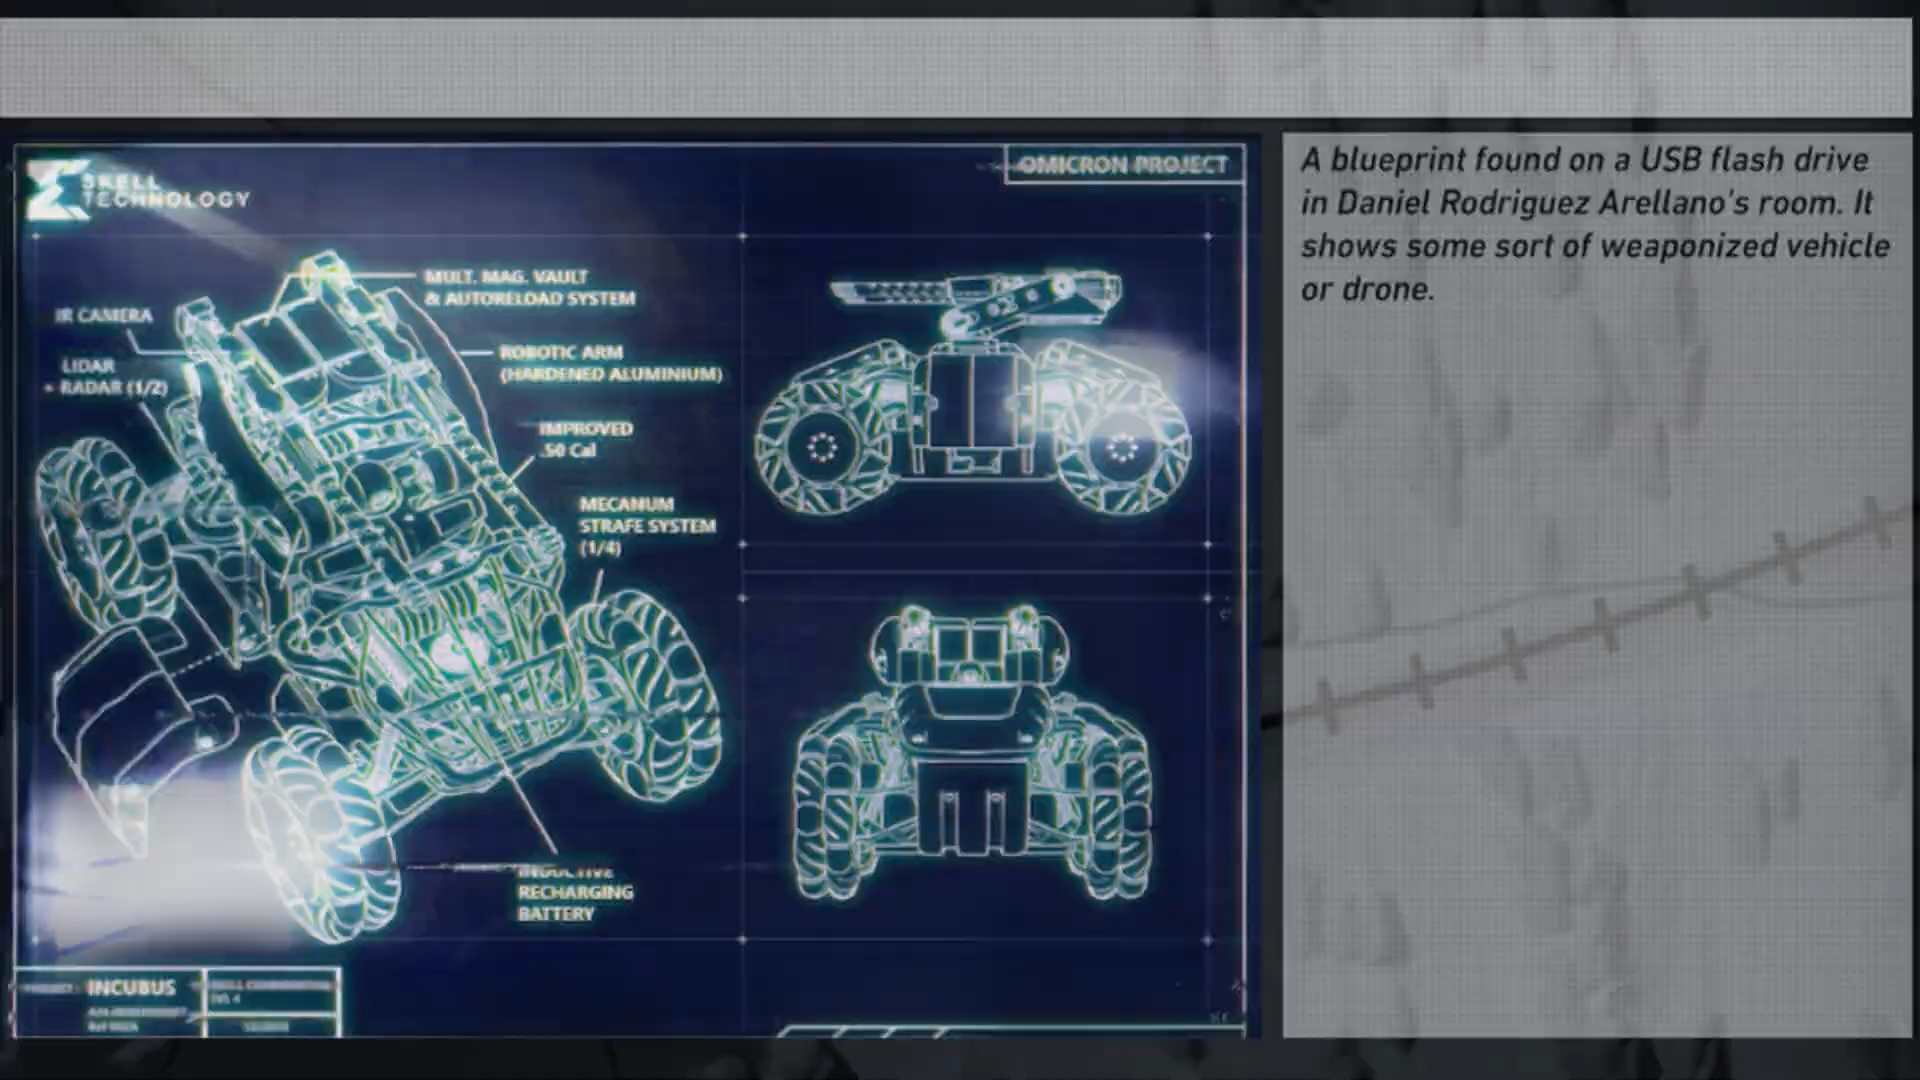 SKELL
TECHNOLOGY
OMICRON PROJECT
MULT. MAG. VAULT
& AUTORELOAD SYSTEM
IR CAMERA
LIDAR
+ RADAR (1/2)
ROBOTIC ARM
(HARDENED ALUMINIUM)
IMPROVED
.50 Cal
MECANUM
STRAFE SYSTEM
(1/4)
INDUCTIVE
RECHARGING
BATTERY
INCUBUS
A blueprint found on a USB flash drive
in Daniel Rodriguez Arellano's room. It
shows some sort of weaponized vehicle
or drone.